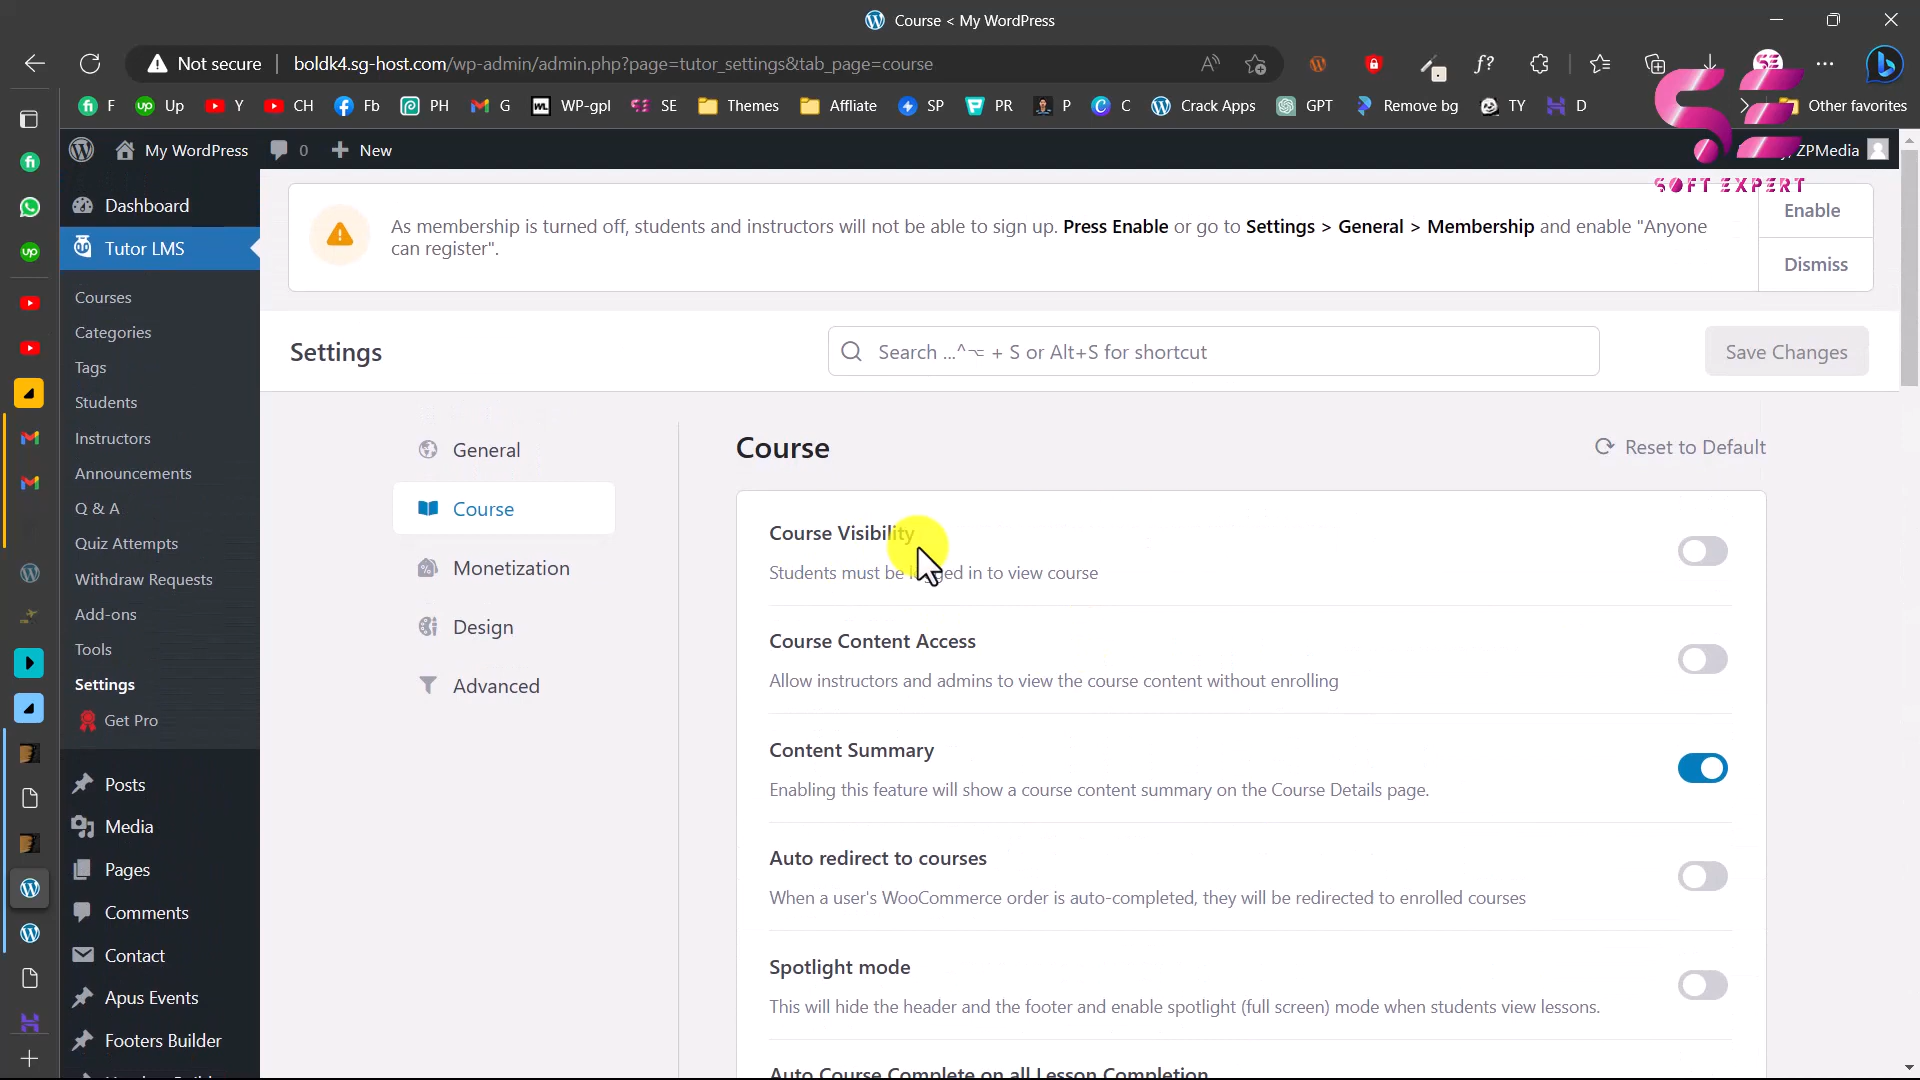 Course < My WordPress
Not secure
boldk4.sg-host.com/wp-admin/admin.php?page=tutor_settings&tab_page=course
F Up Y CH Fb PH G WP-gpl SE Themes Affliate SP PR P C Crack Apps GPT Remove bg TY D Other favorites
My WordPress 0 New ZPMedia
SOFT EXPERT
Dashboard
Tutor LMS
Courses
Categories
Tags
Students
Instructors
Announcements
Q & A
Quiz Attempts
Withdraw Requests
Add-ons
Tools
Settings
Get Pro
Posts
Media
Pages
Comments
Contact
Apus Events
Footers Builder
As membership is turned off, students and instructors will not be able to sign up. Press Enable or go to Settings > General > Membership and enable "Anyone
can register".
Enable
Dismiss
Settings
Search ...^⌥ + S or Alt+S for shortcut
Save Changes
General
Course
Monetization
Design
Advanced
Course
Reset to Default
Course Visibility
Students must be logged in to view course
Course Content Access
Allow instructors and admins to view the course content without enrolling
Content Summary
Enabling this feature will show a course content summary on the Course Details page.
Auto redirect to courses
When a user's WooCommerce order is auto-completed, they will be redirected to enrolled courses
Spotlight mode
This will hide the header and the footer and enable spotlight (full screen) mode when students view lessons.
Auto Course Complete on all Lesson Completion